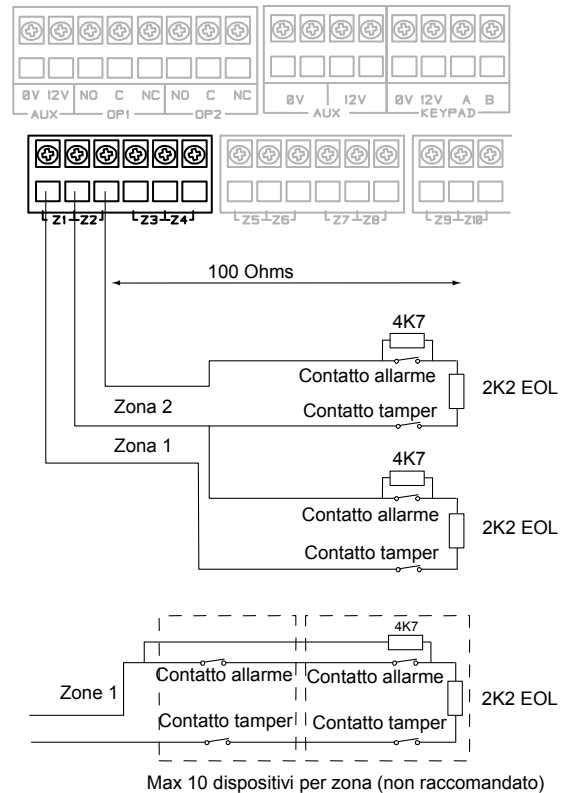 0V 12V NO C NC NO C NC
AUX OP1 OP2
0V 12V
AUX
0V 12V A B
KEYPAD
Z1 Z2 Z3 Z4
Z5 Z6 Z7 Z8
Z9 Z10
100 Ohms
4K7
Contatto allarme
2K2 EOL
Zona 2
Contatto tamper
Zona 1
4K7
Contatto allarme
2K2 EOL
Contatto tamper
4K7
Contatto allarme Contatto allarme
Zone 1
2K2 EOL
Contatto tamper Contatto tamper
Max 10 dispositivi per zona (non raccomandato)